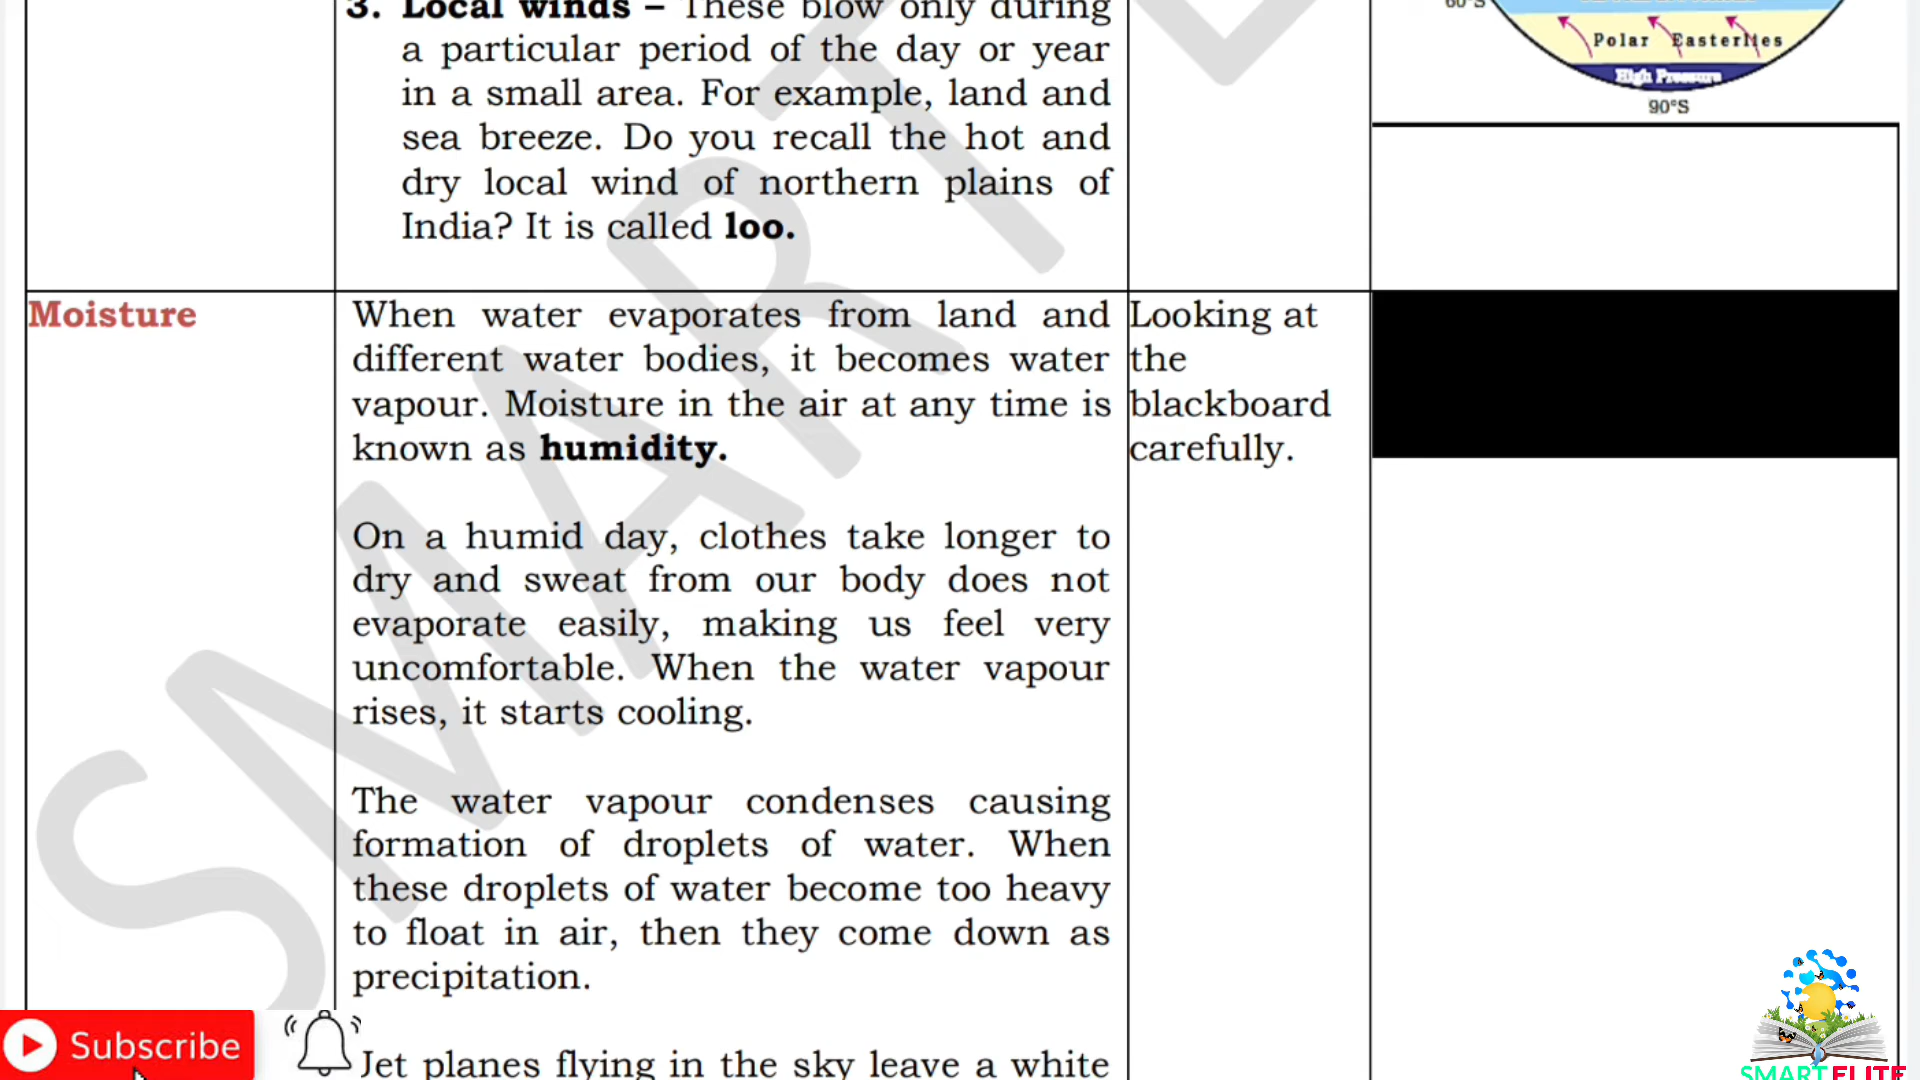 3. Local winds – These blow only during
a particular period of the day or year
in a small area. For example, land and
sea breeze. Do you recall the hot and
dry local wind of northern plains of
India? It is called loo.
60°S
Polar Easterlies
High Pressure
90°S
Moisture
When water evaporates from land and
different water bodies, it becomes water
vapour. Moisture in the air at any time is
known as humidity.
On a humid day, clothes take longer to
dry and sweat from our body does not
evaporate easily, making us feel very
uncomfortable. When the water vapour
rises, it starts cooling.
The water vapour condenses causing
formation of droplets of water. When
these droplets of water become too heavy
to float in air, then they come down as
precipitation.
Jet planes flying in the sky leave a white
Looking at
the
blackboard
carefully.
SMART E
Subscribe
SMART ELITE